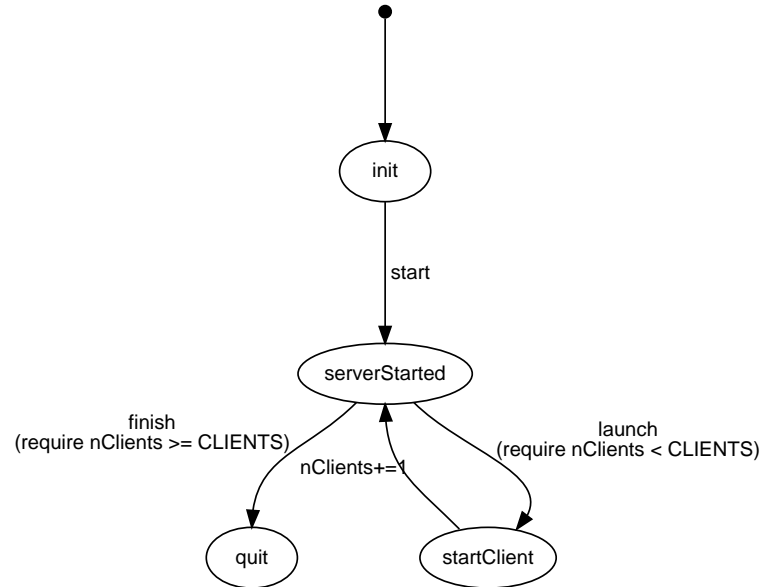 init
start
serverStarted
finish
(require nClients >= CLIENTS)
launch
(require nClients < CLIENTS)
nClients+=1
quit
startClient